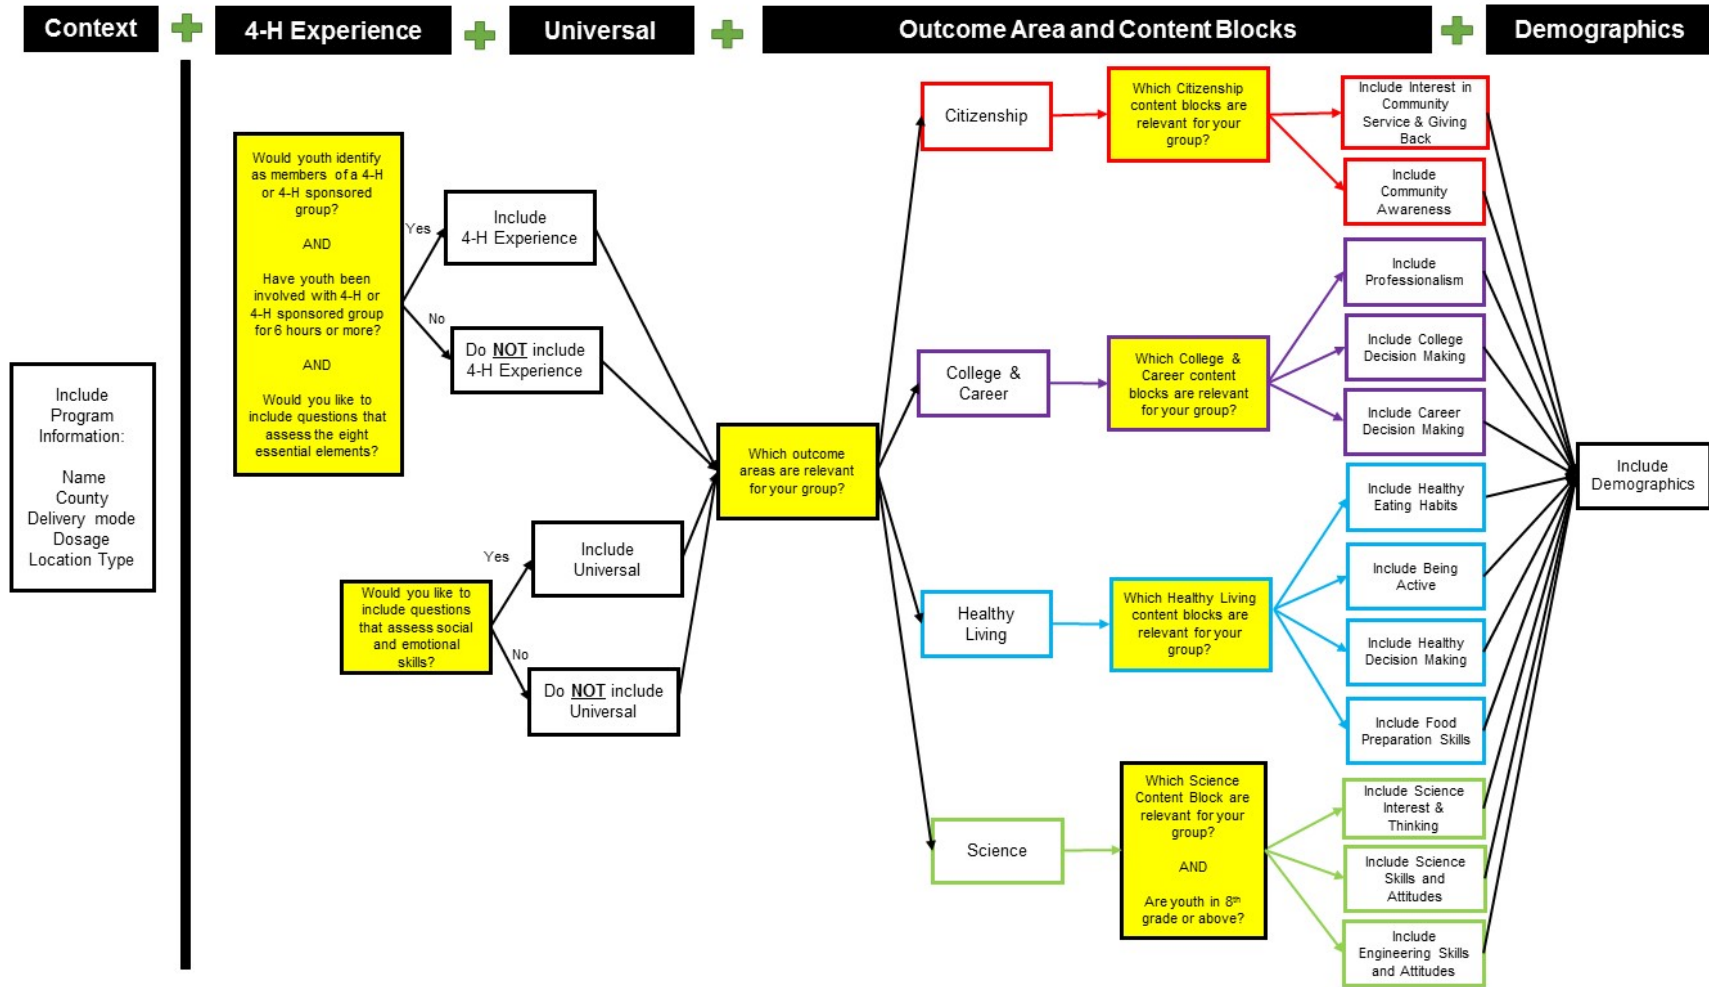 Context
4-H Experience
Universal
Outcome Area and Content Blocks
Demographics
Include
Program
Information:
Name
County
Delivery mode
Dosage
Location Type
Would youth identify
as members of a 4-H
or 4-H sponsored
group?
AND
Have youth been
involved with 4-H or
4-H sponsored group
for 6 hours or more?
AND
Would you like to
include questions that
assess the eight
essential elements?
Yes
No
Include
4-H Experience
Do NOT include
4-H Experience
Would you like to
include questions
that assess social
and emotional
skills?
Yes
No
Include
Universal
Do NOT include
Universal
Which outcome
areas are relevant
for your group?
Citizenship
Which Citizenship
content blocks are
relevant for your
group?
Include Interest in
Community
Service & Giving
Back
Include
Community
Awareness
College &
Career
Which College &
Career content
blocks are relevant
for your group?
Include
Professionalism
Include College
Decision Making
Include Career
Decision Making
Healthy
Living
Which Healthy Living
content blocks are
relevant for your
group?
Include Healthy
Eating Habits
Include Being
Active
Include Healthy
Decision Making
Include Food
Preparation Skills
Science
Which Science
Content Block are
relevant for your
group?
AND
Are youth in 8th
grade or above?
Include Science
Interest &
Thinking
Include Science
Skills and
Attitudes
Include
Engineering Skills
and Attitudes
Include
Demographics